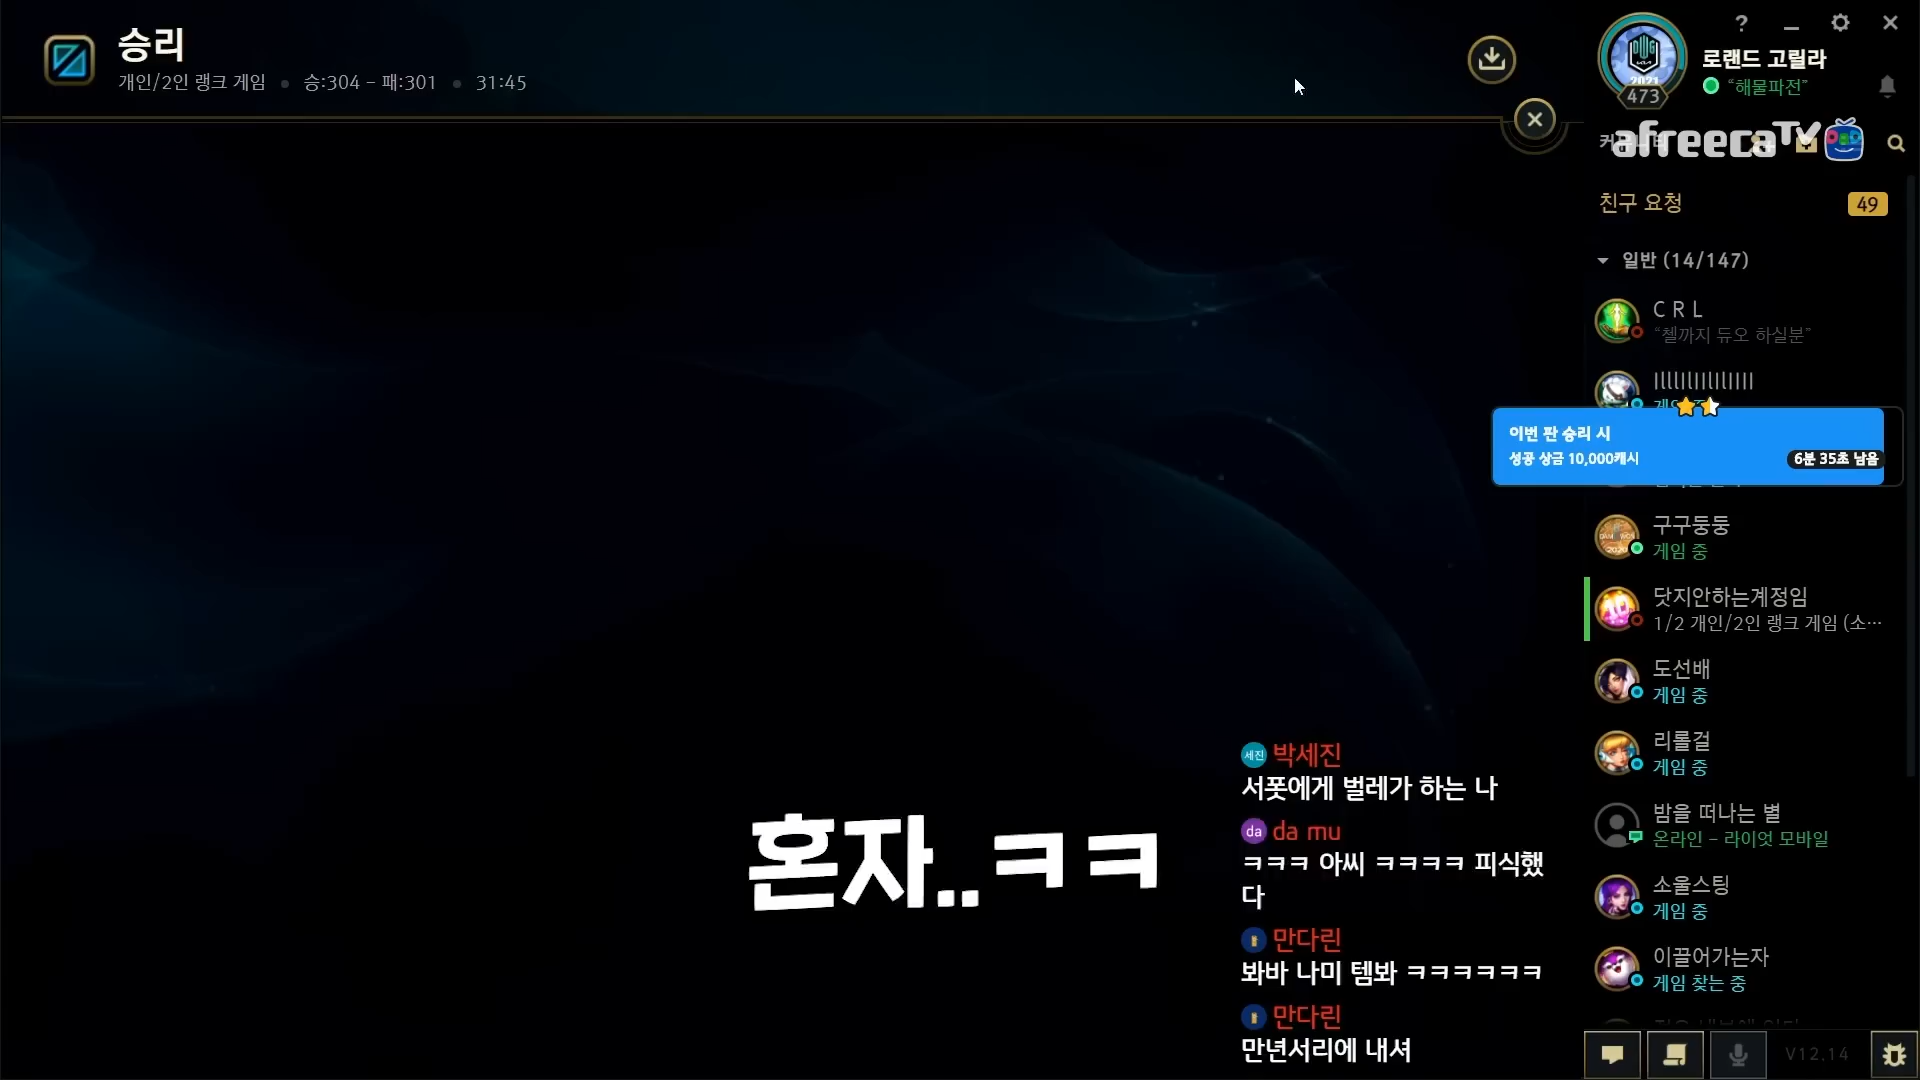 승리
개인/2인 랭크 게임 • 승:304 - 패:301 • 31:45
2021
473
로랜드 고릴라
“해물파전”
afreecaTV
친구 요청
49
일반 (14/147)
C R L
“첼까지 듀오 하실분”
이번 판 승리 시
성공 상금 10,000캐시
6분 35초 남음
구구둥둥
게임 중
닷지안하는계정임
1/2 개인/2인 랭크 게임 (소…
도선배
게임 중
리롤걸
게임 중
밤을 떠나는 별
온라인 - 라이엇 모바일
소울스팅
게임 중
이끌어가는자
게임 찾는 중
V12.14
혼자..ㅋㅋ
세진 박세진
서폿에게 벌레가 하는 나
da da mu
ㅋㅋㅋ 아씨 ㅋㅋㅋㅋ 피식했
다
만다린
봐바 나미 템봐 ㅋㅋㅋㅋㅋㅋ
만다린
만년서리에 내셔